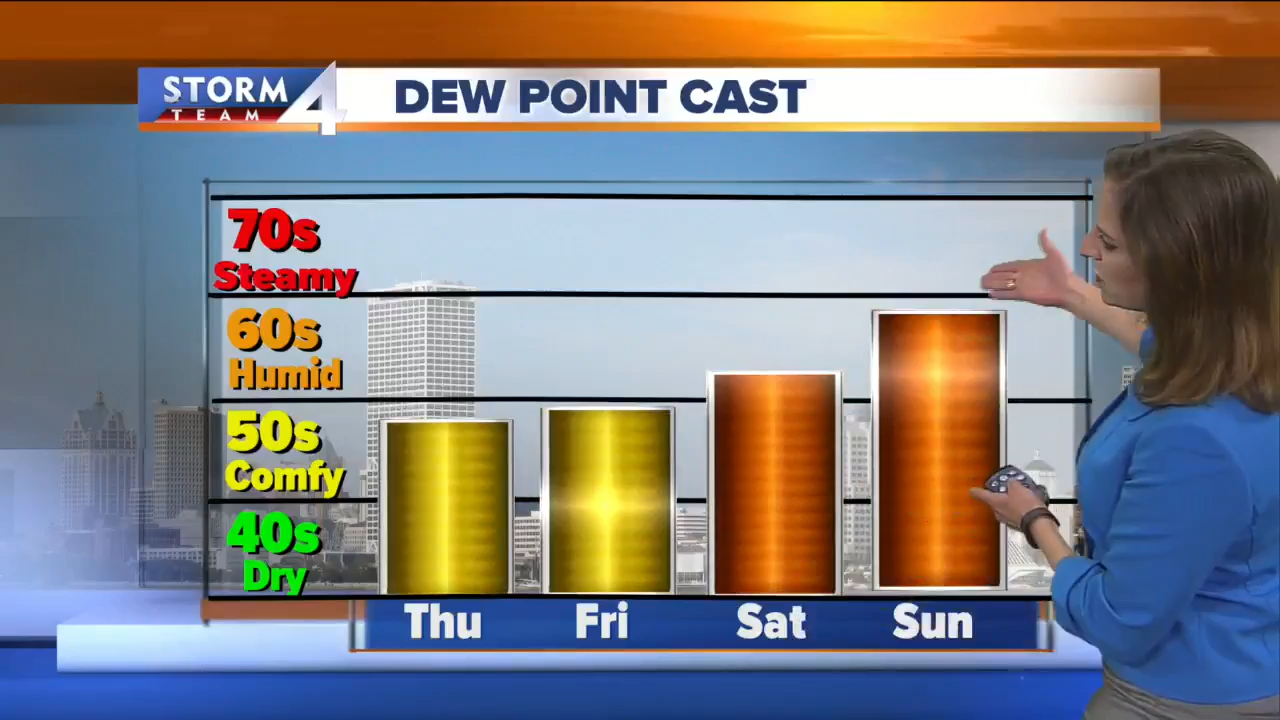 STORM
TEAM 4
DEW POINT CAST
70s
Steamy
60s
Humid
50s
Comfy
40s
Dry
Thu Fri Sat Sun